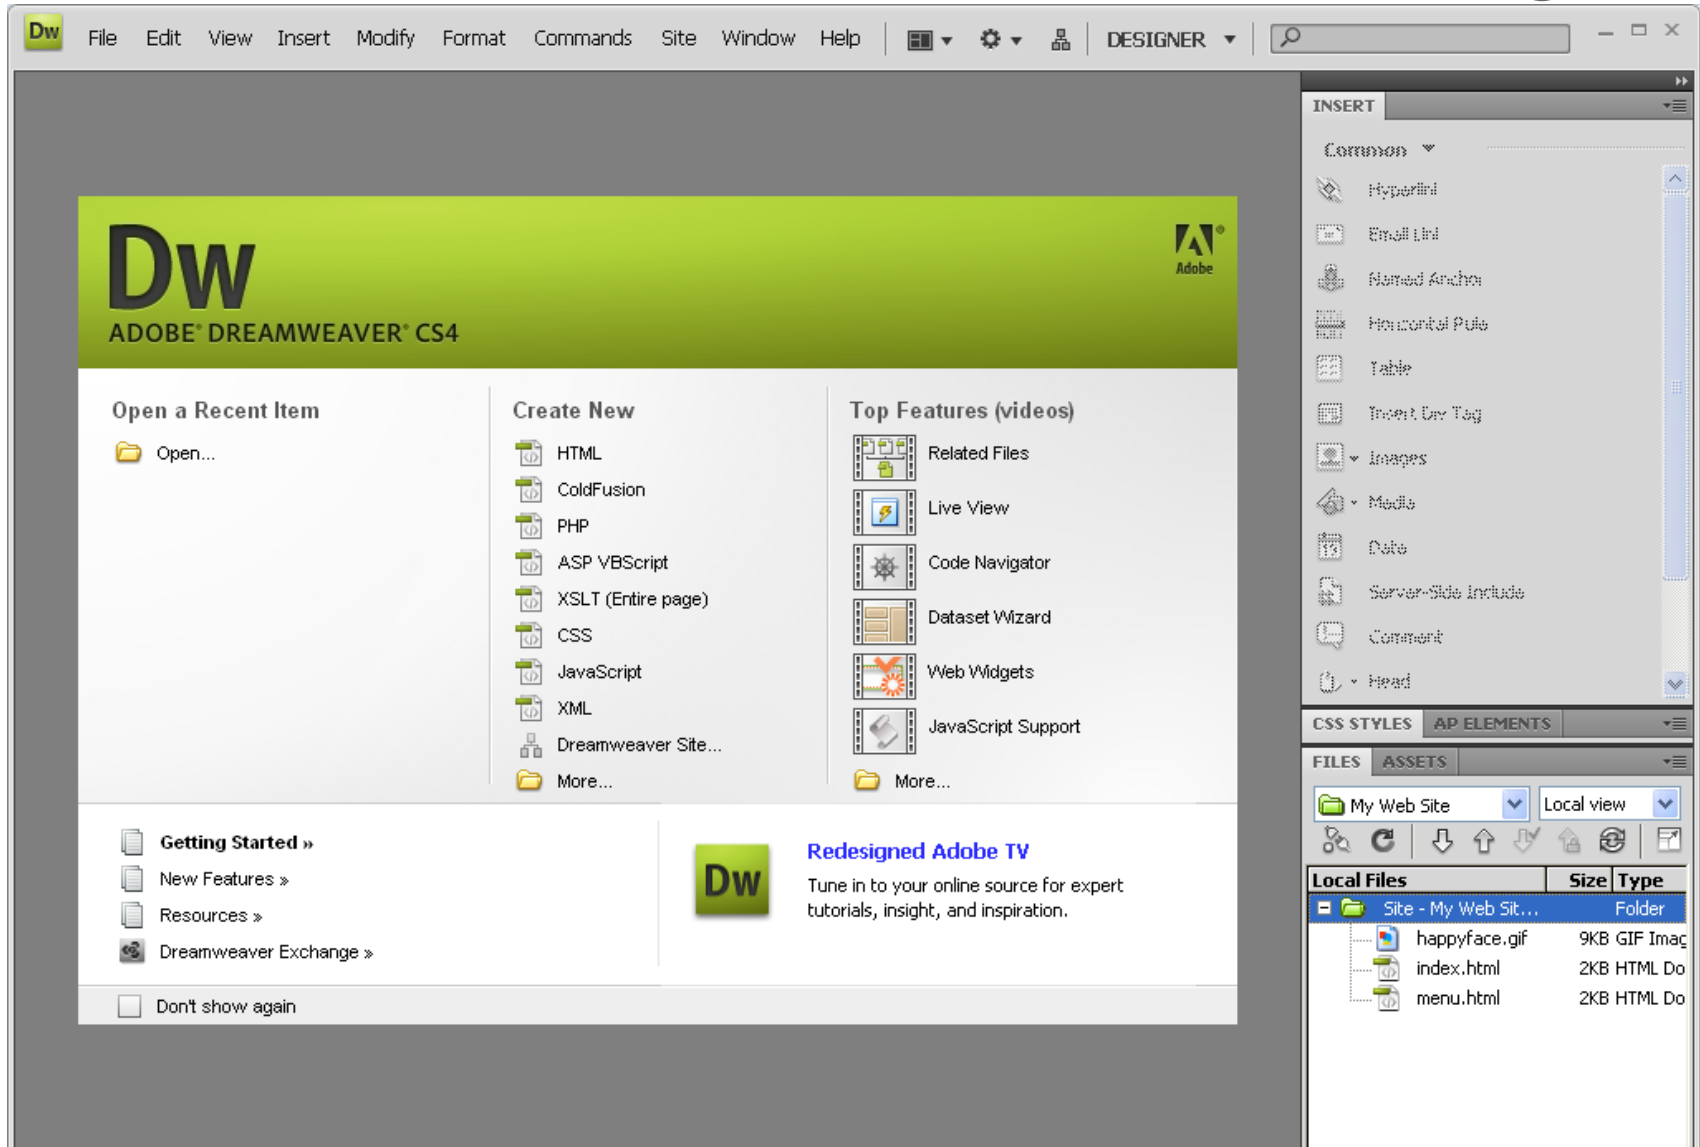 Dw File Edit View Insert Modify Format Commands Site Window Help DESIGNER
INSERT
Common
Hyperlink
Email Link
Named Anchor
Horizontal Rule
Table
Insert Div Tag
Images
Media
Date
Server-Side Include
Comment
Head
Dw
Adobe
ADOBE® DREAMWEAVER® CS4
Open a Recent Item
Open...
Create New
HTML
ColdFusion
PHP
ASP VBScript
XSLT (Entire page)
CSS
JavaScript
XML
Dreamweaver Site...
More...
Top Features (videos)
Related Files
Live View
Code Navigator
Dataset Wizard
Web Widgets
JavaScript Support
More...
Getting Started »
New Features »
Resources »
Dreamweaver Exchange »
Dw
Redesigned Adobe TV
Tune in to your online source for expert
tutorials, insight, and inspiration.
Don't show again
CSS STYLES AP ELEMENTS
FILES ASSETS
My Web Site Local view
Local Files Size Type
Site - My Web Sit... Folder
happyface.gif 9KB GIF Imag
index.html 2KB HTML Do
menu.html 2KB HTML Do